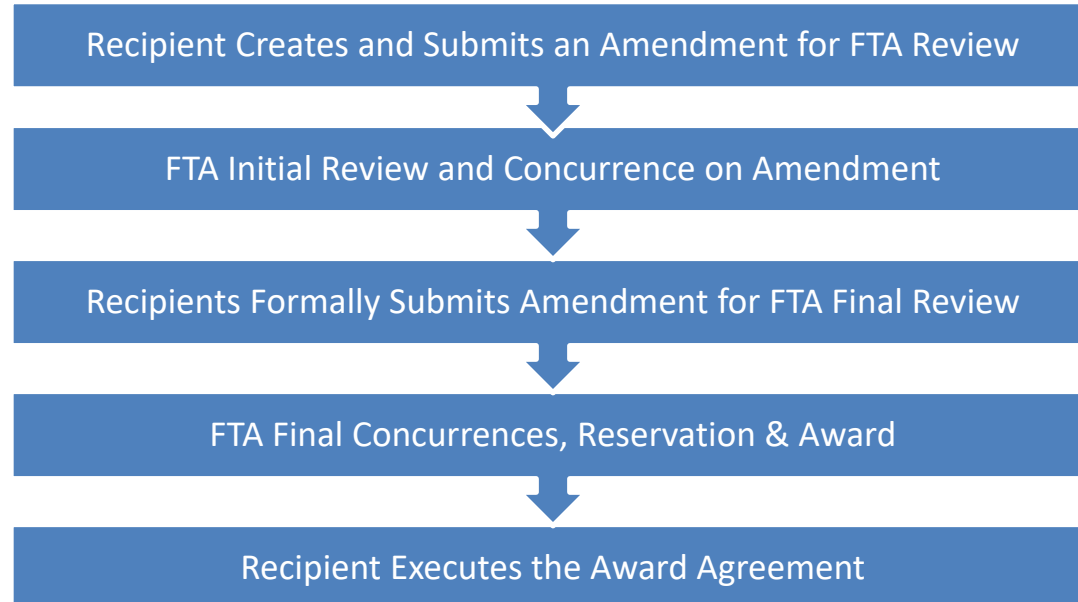 Recipient Creates and Submits an Amendment for FTA Review
FTA Initial Review and Concurrence on Amendment
Recipients Formally Submits Amendment for FTA Final Review
FTA Final Concurrences, Reservation & Award
Recipient Executes the Award Agreement